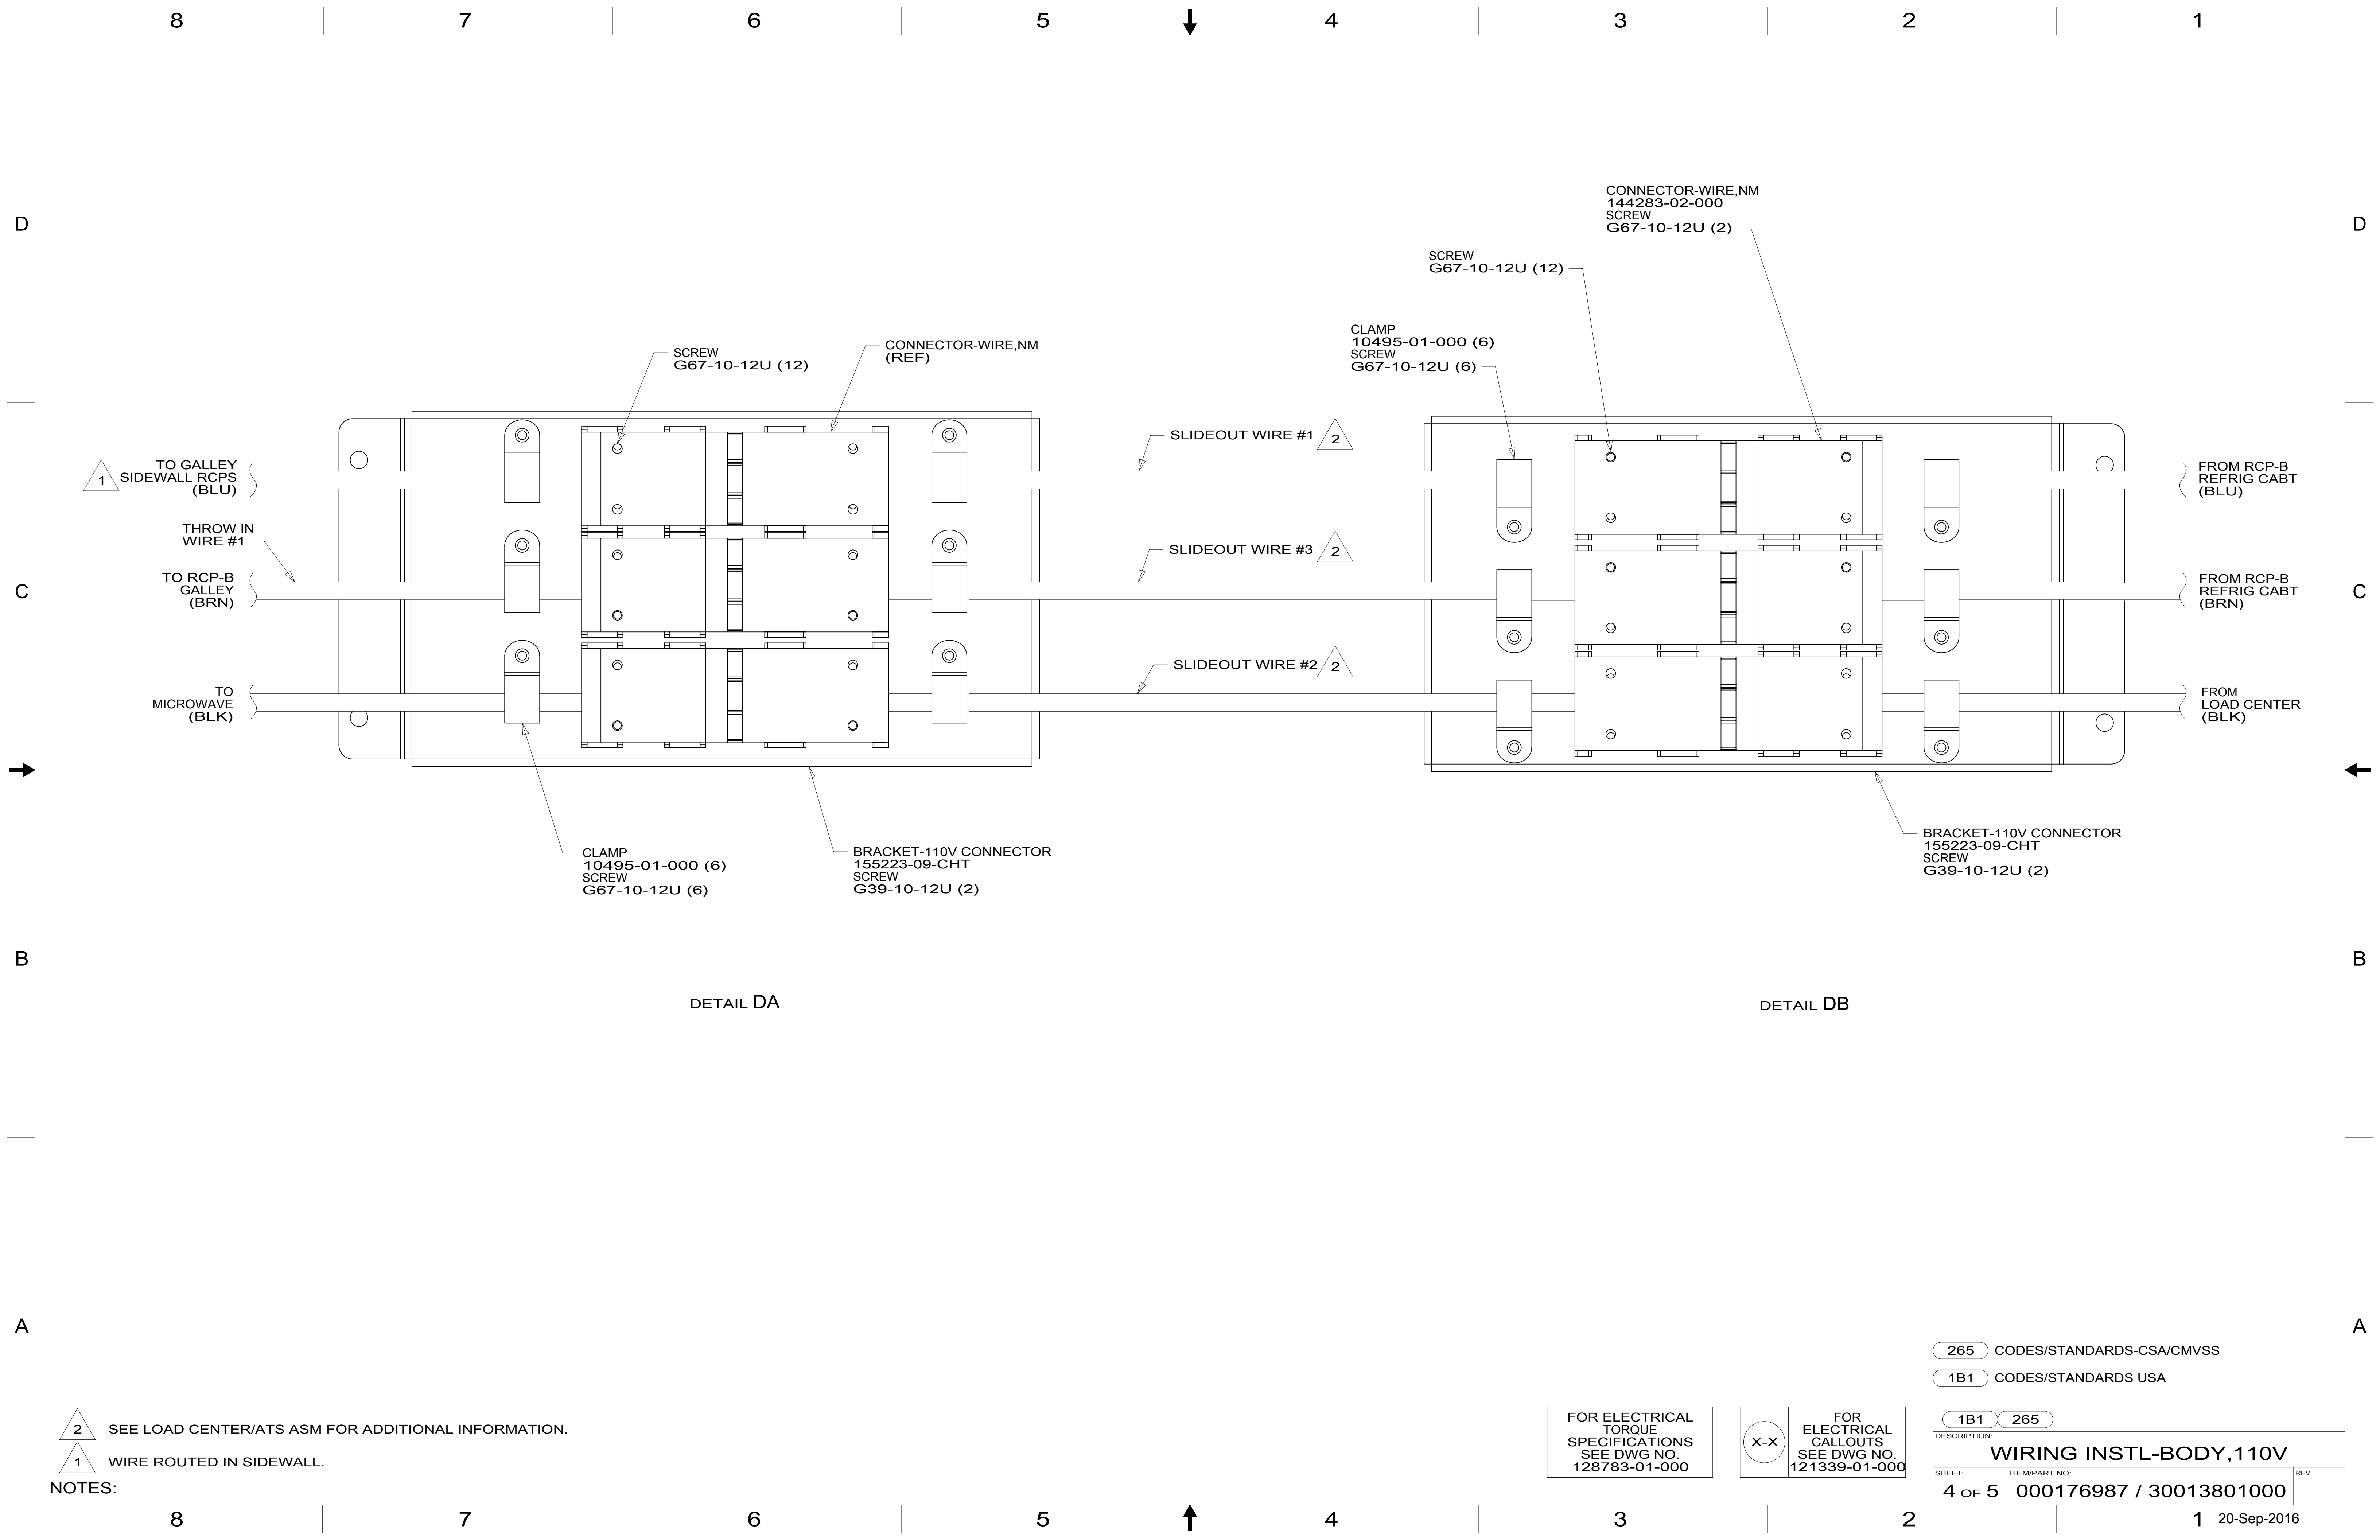 8 7 6 5 4 3 2 1
D D
CONNECTOR-WIRE,NM
144283-02-000
SCREW
G67-10-12U (2)
SCREW
G67-10-12U (12)
CLAMP
10495-01-000 (6)
SCREW
G67-10-12U (6)
SCREW
G67-10-12U (12)
CONNECTOR-WIRE,NM
(REF)
1
TO GALLEY
SIDEWALL RCPS
(BLU)
THROW IN
WIRE #1
TO RCP-B
GALLEY
(BRN)
TO
MICROWAVE
(BLK)
SLIDEOUT WIRE #1 2
SLIDEOUT WIRE #3 2
SLIDEOUT WIRE #2 2
FROM RCP-B
REFRIG CABT
(BLU)
FROM RCP-B
REFRIG CABT
(BRN)
FROM
LOAD CENTER
(BLK)
C C
CLAMP
10495-01-000 (6)
SCREW
G67-10-12U (6)
BRACKET-110V CONNECTOR
155223-09-CHT
SCREW
G39-10-12U (2)
BRACKET-110V CONNECTOR
155223-09-CHT
SCREW
G39-10-12U (2)
B B
DETAIL DA
DETAIL DB
A A
2 SEE LOAD CENTER/ATS ASM FOR ADDITIONAL INFORMATION.
1 WIRE ROUTED IN SIDEWALL.
NOTES:
FOR ELECTRICAL
TORQUE
SPECIFICATIONS
SEE DWG NO.
128783-01-000
X-X
FOR
ELECTRICAL
CALLOUTS
SEE DWG NO.
121339-01-000
265 CODES/STANDARDS-CSA/CMVSS
1B1 CODES/STANDARDS USA
1B1 265
DESCRIPTION:
WIRING INSTL-BODY,110V
SHEET: ITEM/PART NO: REV
4 OF 5 000176987 / 30013801000
8 7 6 5 4 3 2 1
20-Sep-2016